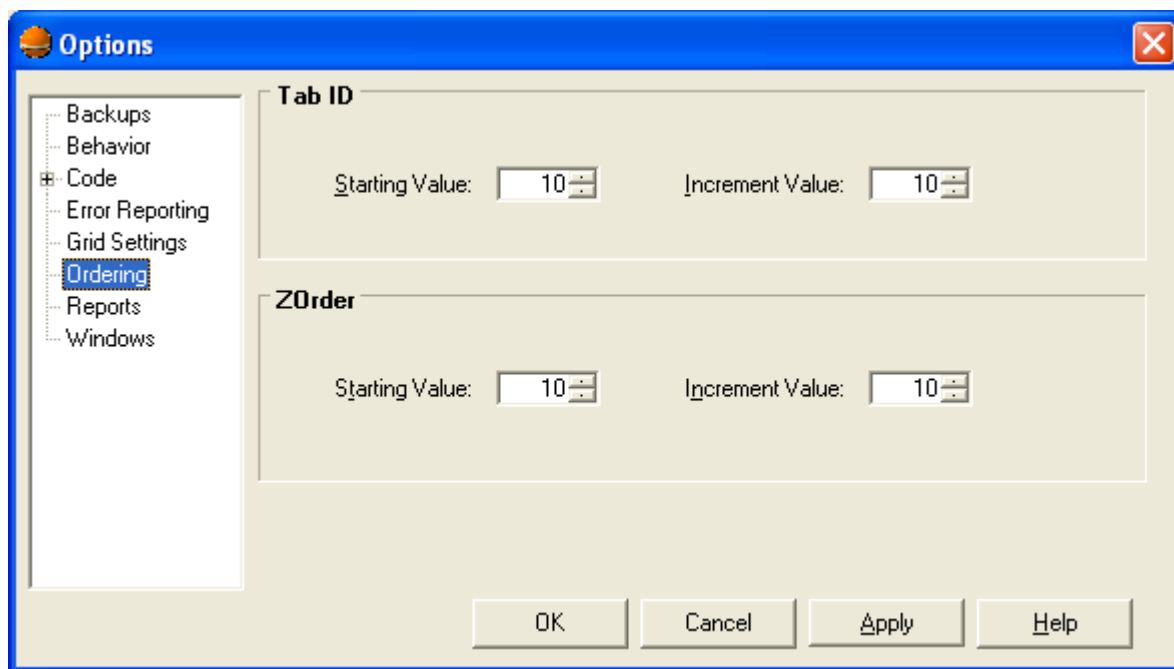 Options
Backups
Behavior
Code
Error Reporting
Grid Settings
Ordering
Reports
Windows
Tab ID
Starting Value: 10 Increment Value: 10
ZOrder
Starting Value: 10 Increment Value: 10
OK Cancel Apply Help